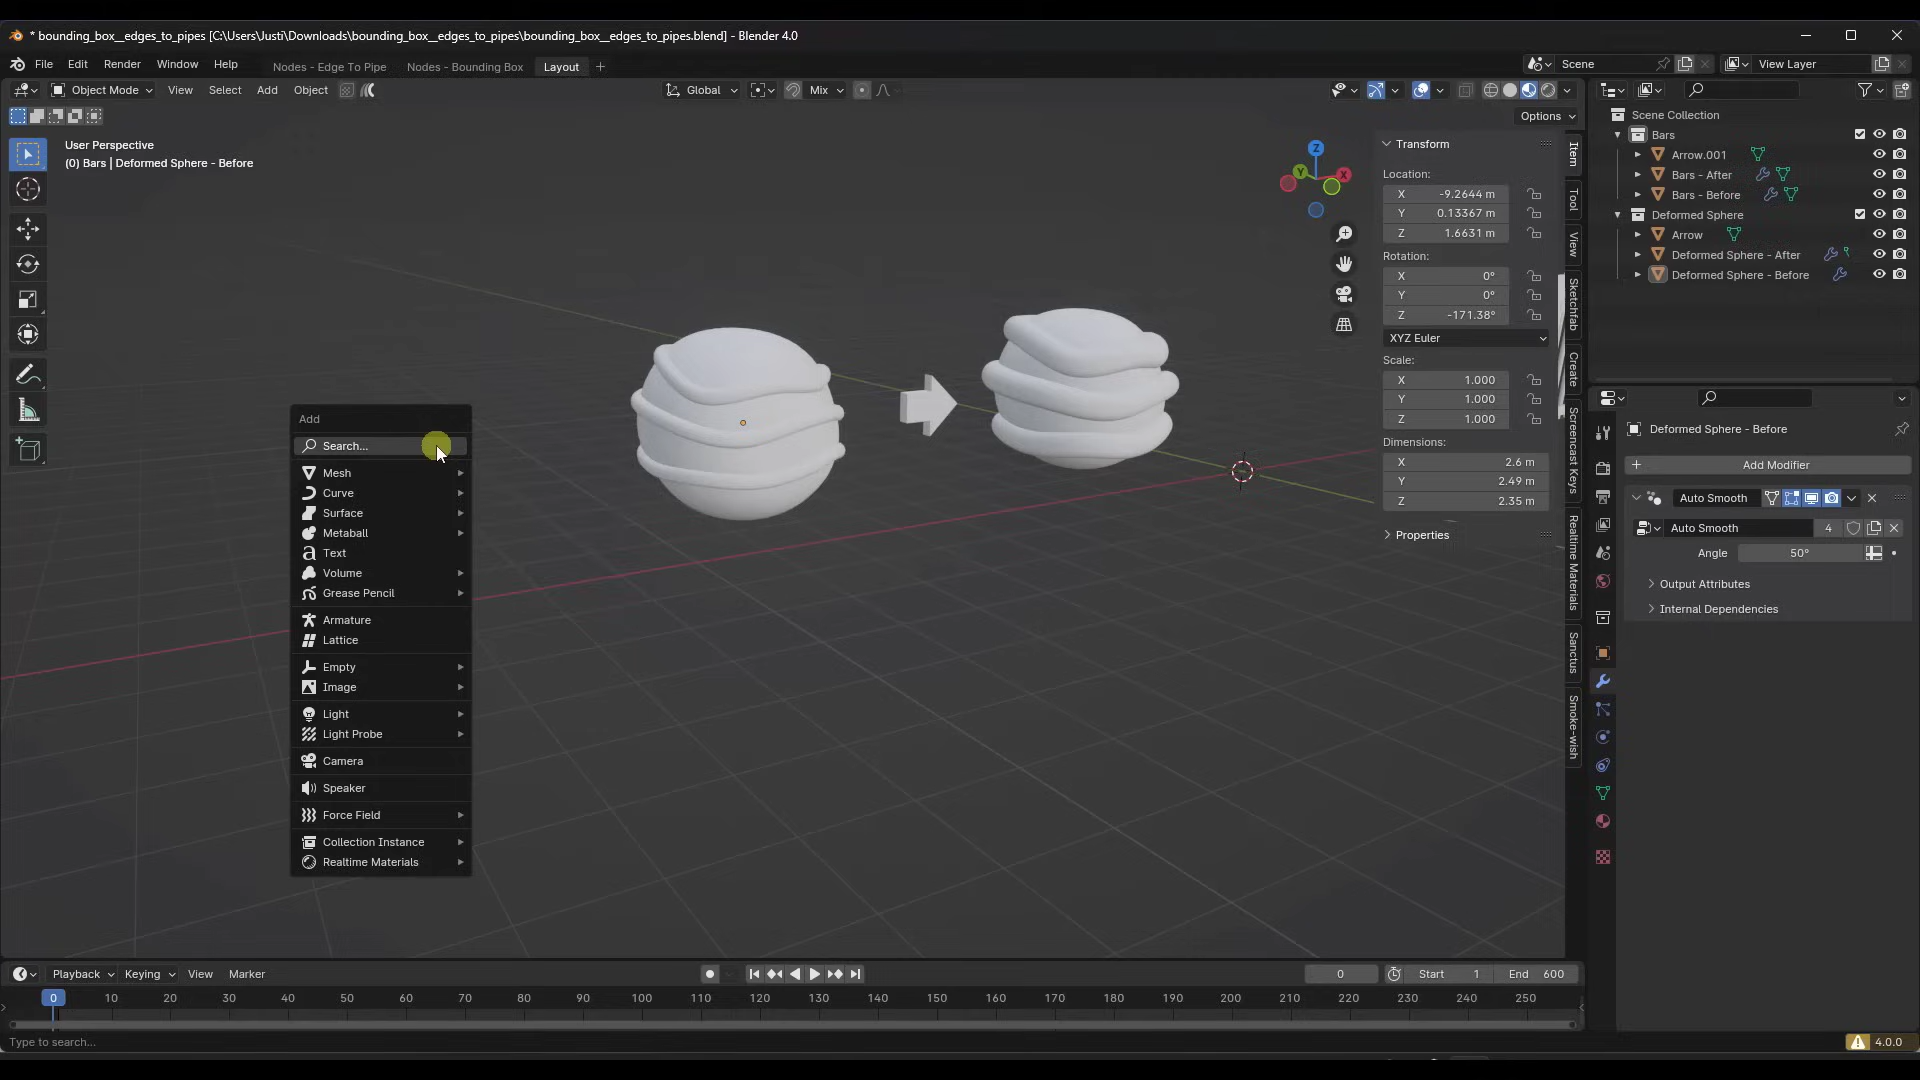 * bounding_box__edges_to_pipes [C:\Users\Justi\Downloads\bounding_box__edges_to_pipes\bounding_box__edges_to_pipes.blend] - Blender 4.0
File Edit Render Window Help Nodes - Edge To Pipe Nodes - Bounding Box Layout + Scene View Layer
Object Mode View Select Add Object Global Mix
Options
User Perspective
(0) Bars | Deformed Sphere - Before
Z
Y
X
Add
Search...
Mesh
Curve
Surface
Metaball
Text
Volume
Grease Pencil
Armature
Lattice
Empty
Image
Light
Light Probe
Camera
Speaker
Force Field
Collection Instance
Realtime Materials
Transform
Location:
X -9.2644 m
Y 0.13367 m
Z 1.6631 m
Rotation:
X 0°
Y 0°
Z -171.38°
XYZ Euler
Scale:
X 1.000
Y 1.000
Z 1.000
Dimensions:
X 2.6 m
Y 2.49 m
Z 2.35 m
Properties
Item
Tool
View
Sketchfab
Create
Screencast Keys
Realtime Materials
Sanctus
Smoke-wish
Scene Collection
Bars
Arrow.001
Bars - After
Bars - Before
Deformed Sphere
Arrow
Deformed Sphere - After
Deformed Sphere - Before
Deformed Sphere - Before
+ Add Modifier
Auto Smooth
Auto Smooth 4
Angle 50°
Output Attributes
Internal Dependencies
Playback Keying View Marker 0 Start 1 End 600
0 10 20 30 40 50 60 70 80 90 100 110 120 130 140 150 160 170 180 190 200 210 220 230 240 250
Type to search... 4.0.0